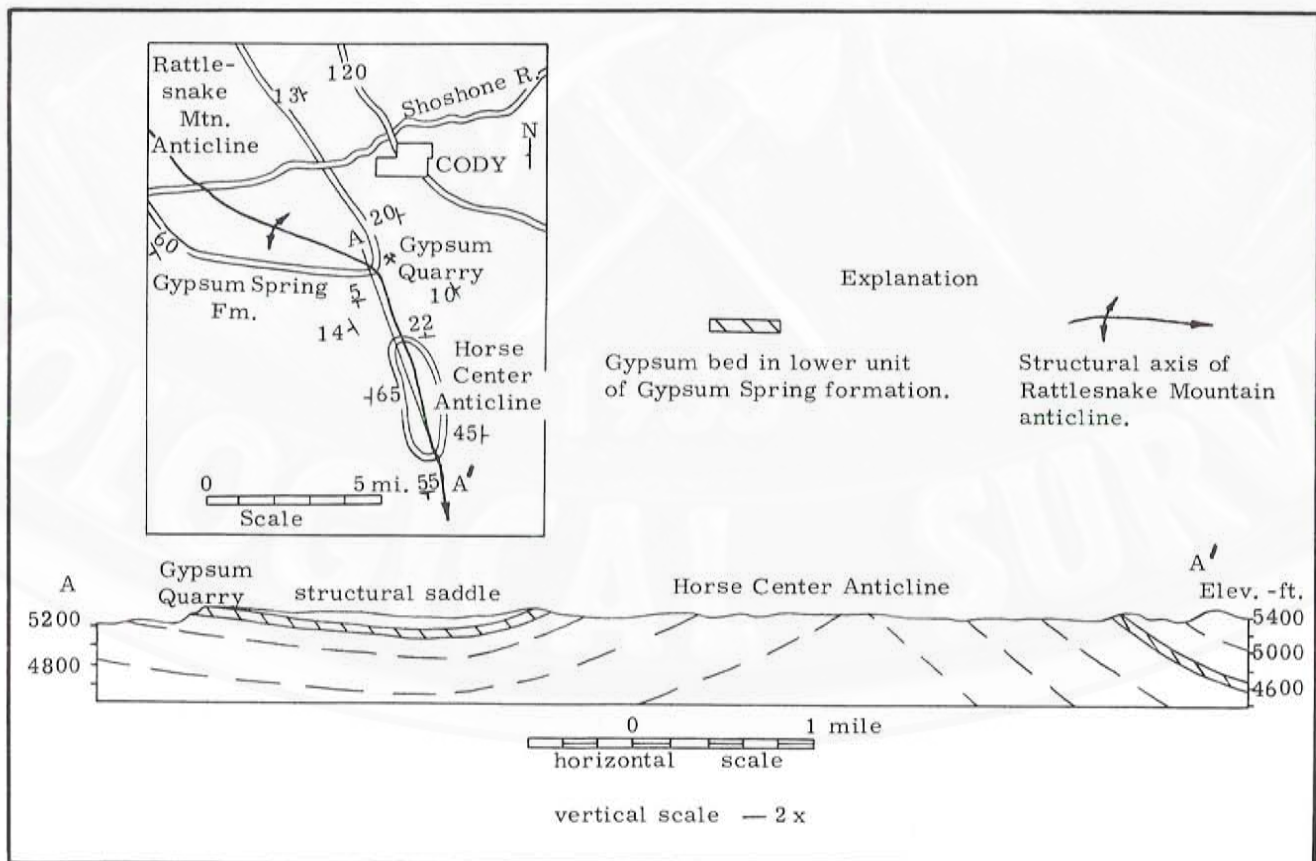 Rattle-
snake
Mtn.
Anticline
120
13
Shoshone R.
N
CODY
20
A
Gypsum
Quarry
60
Gypsum Spring
Fm.
5
10
14
22
Horse
Center
Anticline
65
45
0 5 mi.
55 A'
Scale
Explanation
Gypsum bed in lower unit
of Gypsum Spring formation.
Structural axis of
Rattlesnake Mountain
anticline.
A
Gypsum
Quarry
structural saddle
Horse Center Anticline
A'
Elev. -ft.
5200
4800
5400
5000
4600
0 1 mile
horizontal scale
vertical scale — 2 x